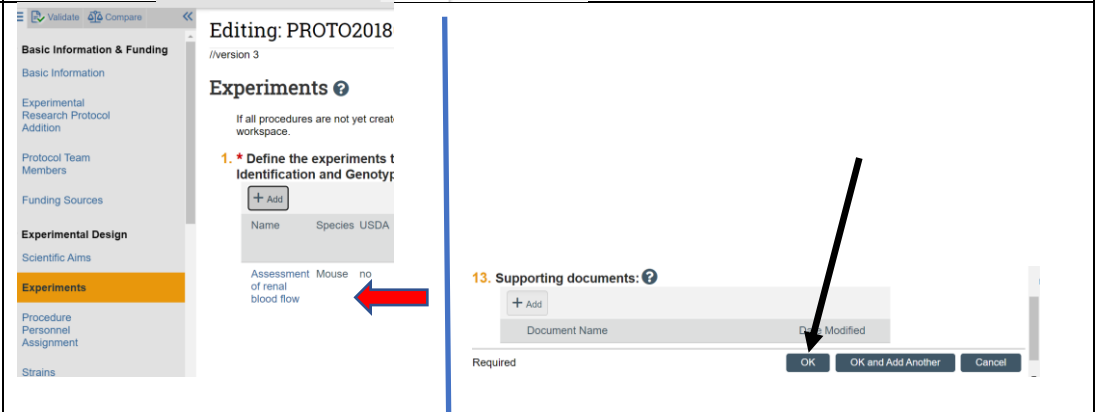 Validate Compare
Basic Information & Funding
Basic Information
Experimental
Research Protocol
Addition
Protocol Team
Members
Funding Sources
Experimental Design
Scientific Aims
Experiments
Procedure
Personnel
Assignment
Strains
Editing: PROTO2018
//version 3
Experiments ?
If all procedures are not yet creat
workspace.
1. * Define the experiments t
Identification and Genotyp
+ Add
Name Species USDA
Assessment Mouse no
of renal
blood flow
13. Supporting documents: ?
+ Add
Document Name Date Modified
Required OK OK and Add Another Cancel